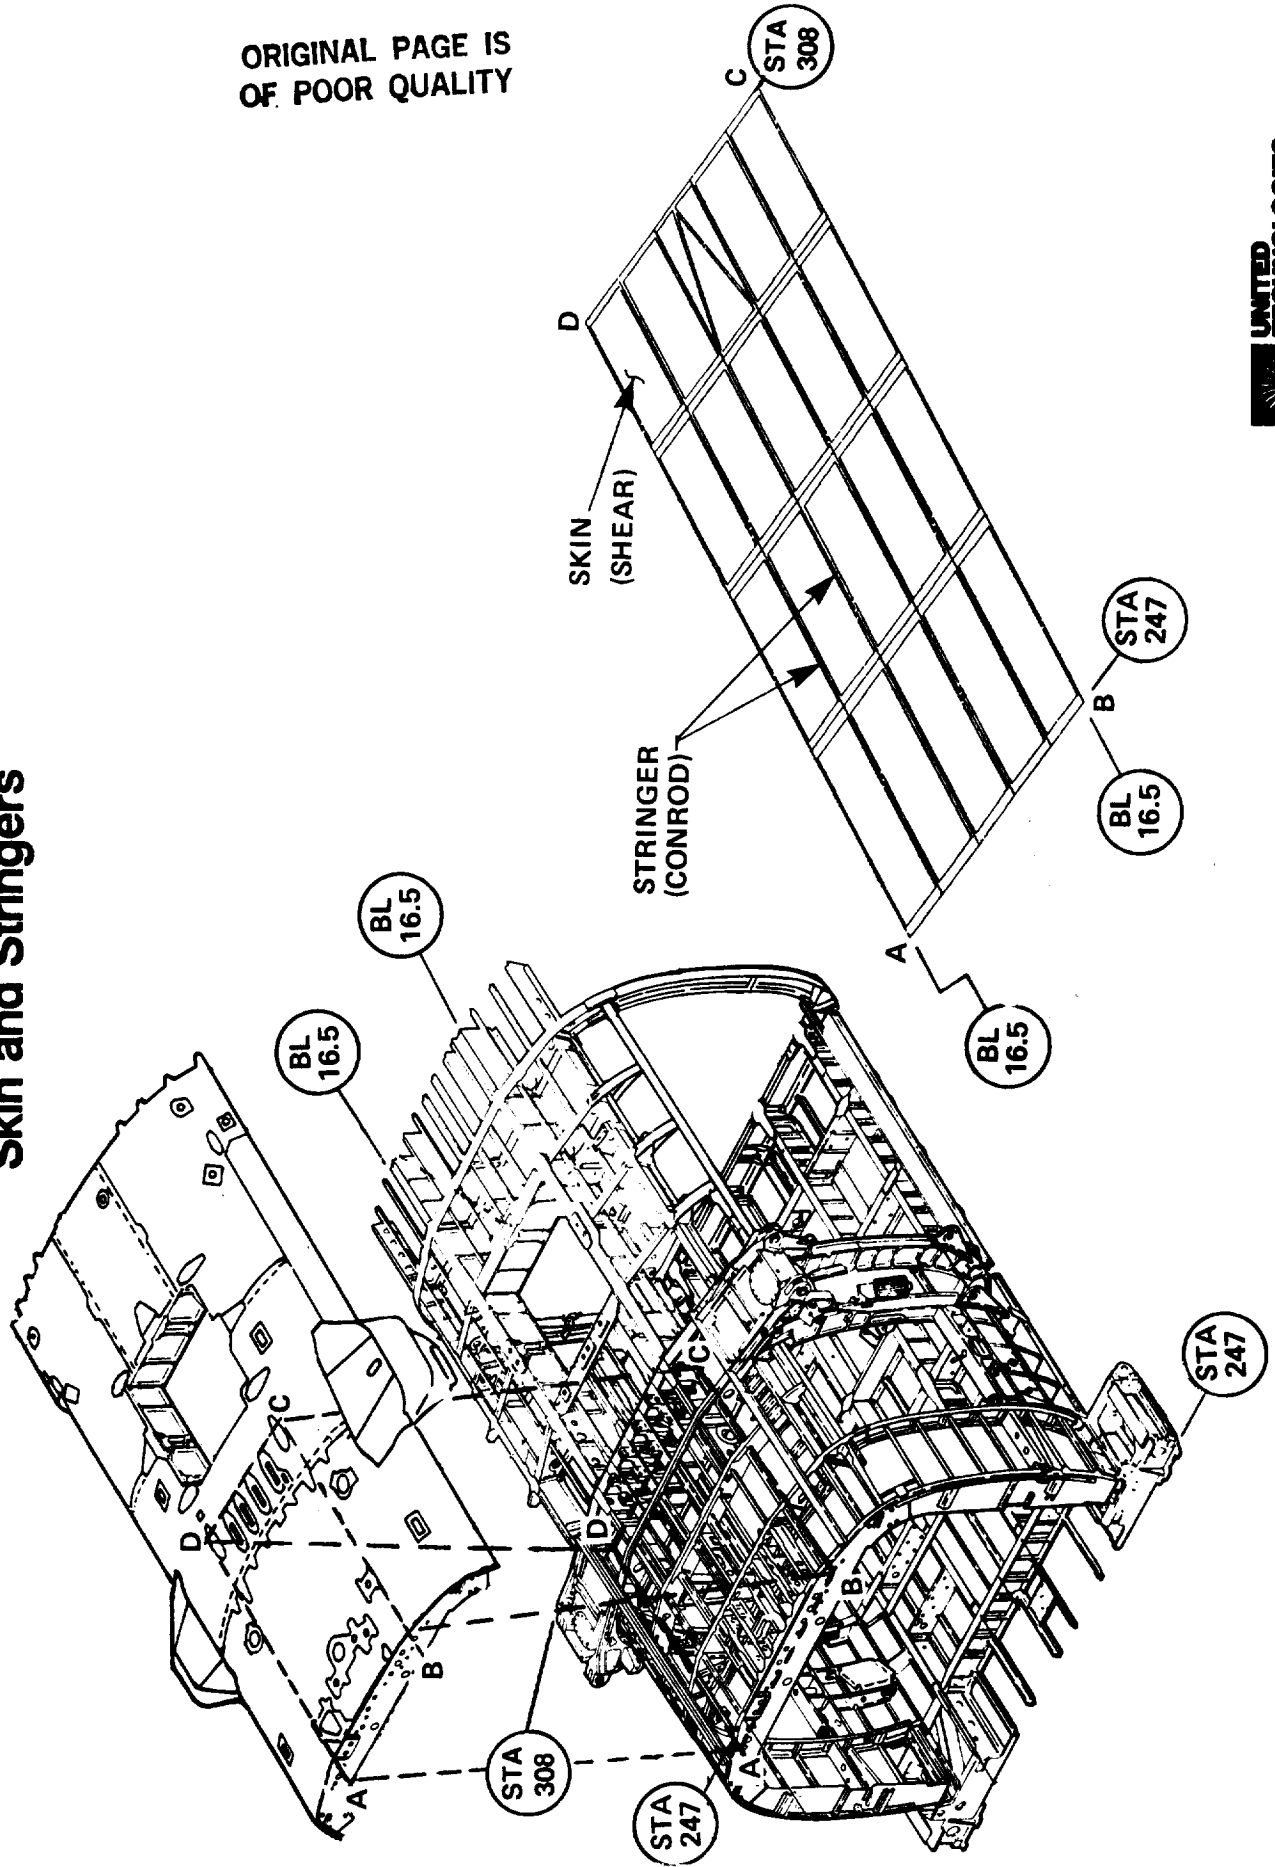 Skin and Stringers
ORIGINAL PAGE IS
OF POOR QUALITY
BL
16.5
BL
16.5
D
C
A
B
STA
308
STA
247
D
C
A
B
STA
247
STRINGER
(CONROD)
SKIN
(SHEAR)
D
C
STA
308
A
BL
16.5
B
BL
16.5
STA
247
UNITED